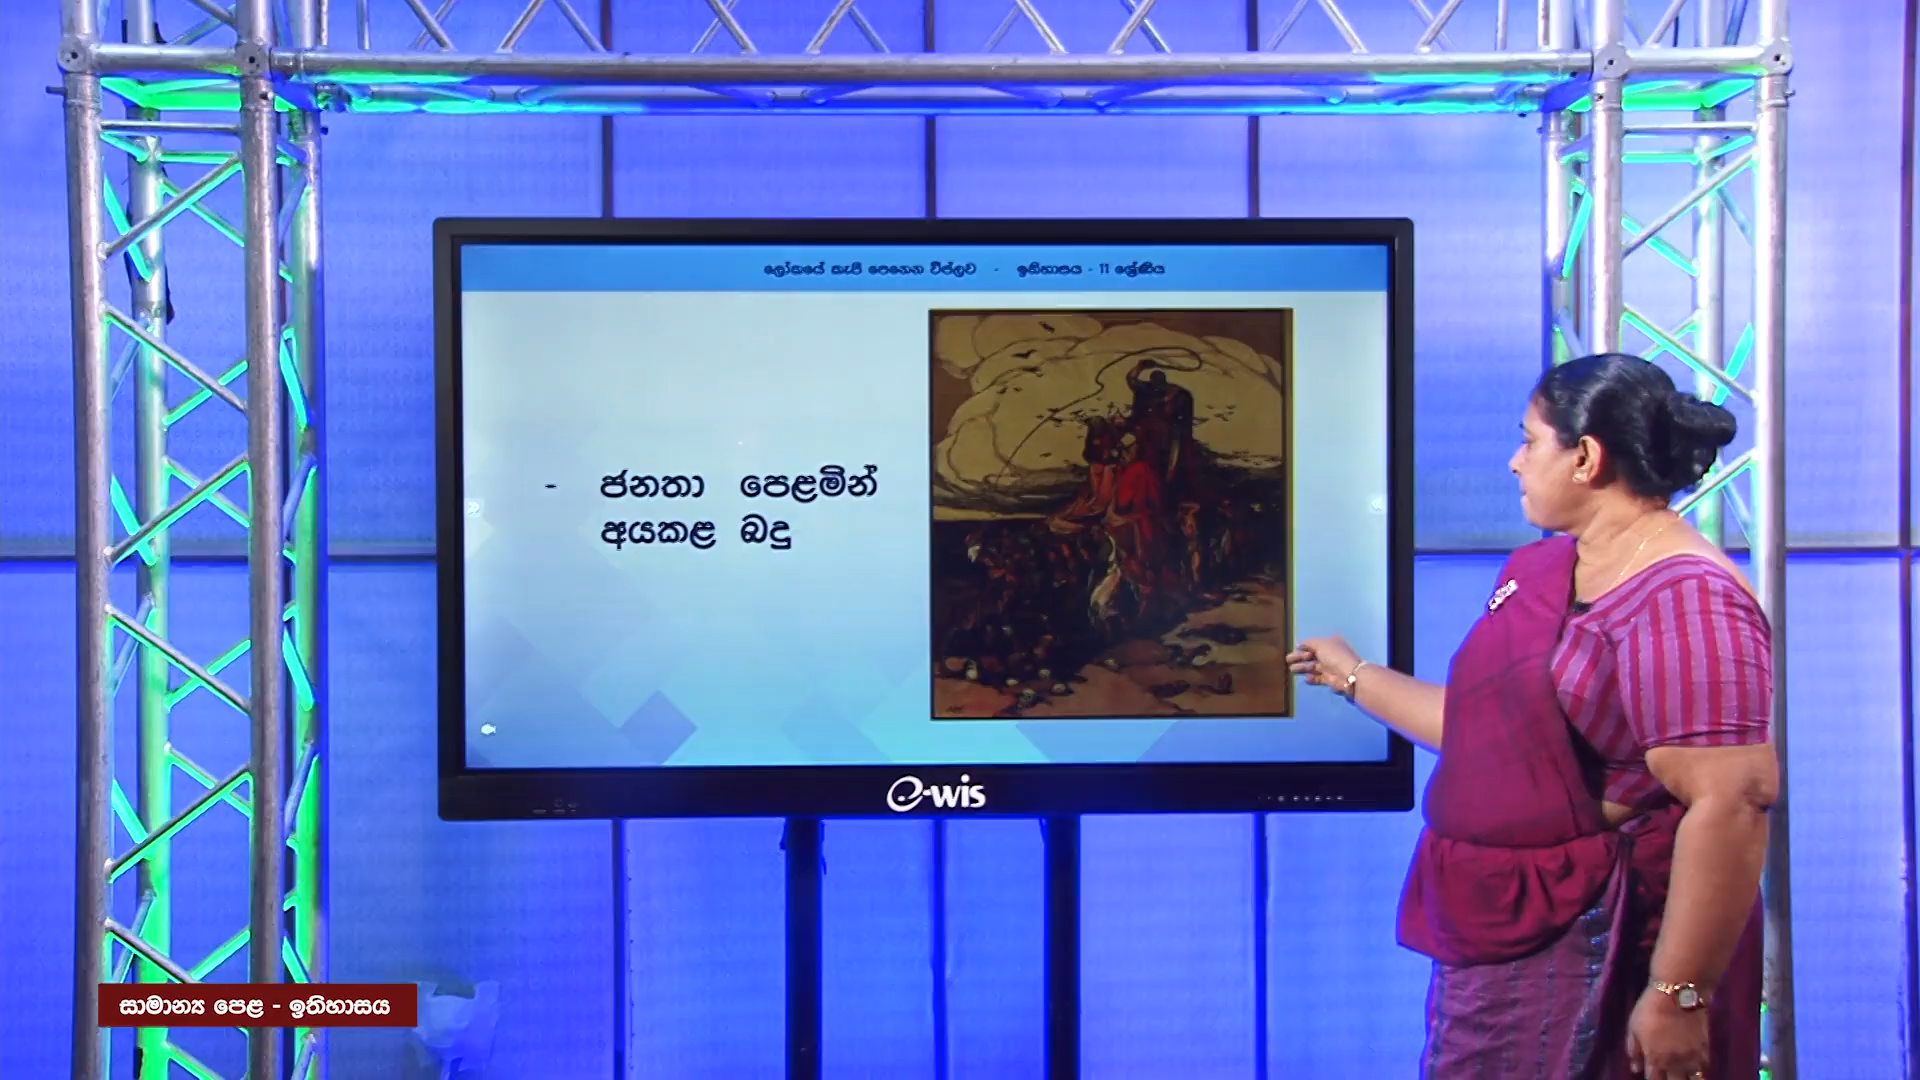 ලෝකයේ කැපී පෙනෙන විප්ලව - ඉතිහාසය - 11 ශ්‍රේණිය
- ජනතා පෙළමින්
අයකළ බදු
e-wis
සාමාන්‍ය පෙළ - ඉතිහාසය